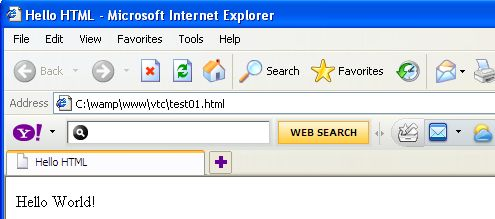 Hello HTML - Microsoft Internet Explorer
File Edit View Favorites Tools Help
Back Search Favorites
Address C:\wamp\www\vtc\test01.html
Y! WEB SEARCH
Hello HTML
Hello World!